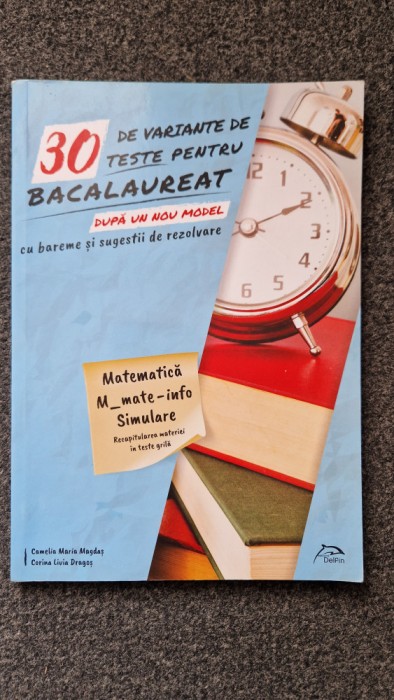 30 DE VARIANTE DE
TESTE PENTRU
BACALAUREAT
DUPĂ UN NOU MODEL
cu bareme și sugestii de rezolvare
12
1
2
3
4
5
6
7
8
Matematică
M_mate-info
Simulare
Recapitularea materiei
în teste grilă
Camelia Maria Magdaș
Corina Livia Dragoș
DelPin